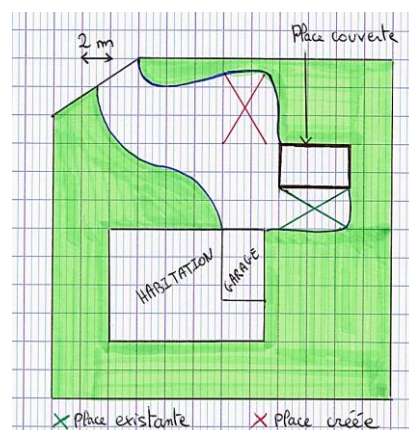 2 m
Place couverte
HABITATION
GARAGE
Place existante
Place créée